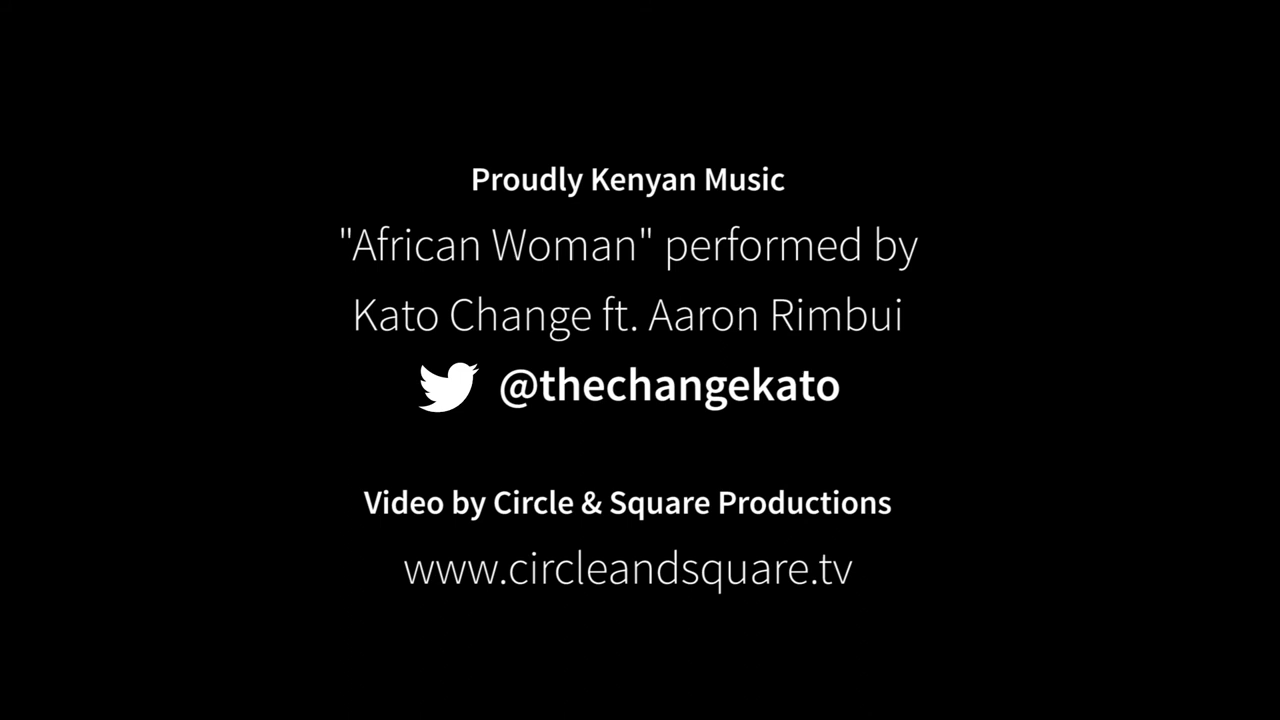 Proudly Kenyan Music
"African Woman" performed by
Kato Change ft. Aaron Rimbui
@thechangekato
Video by Circle & Square Productions
www.circleandsquare.tv